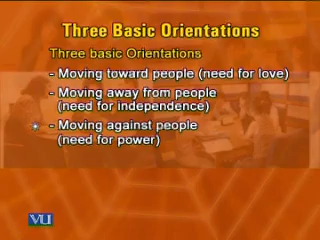 Three Basic Orientations
Three basic Orientations
- Moving toward people (need for love)
- Moving away from people
(need for independence)
- Moving against people
(need for power)
VU